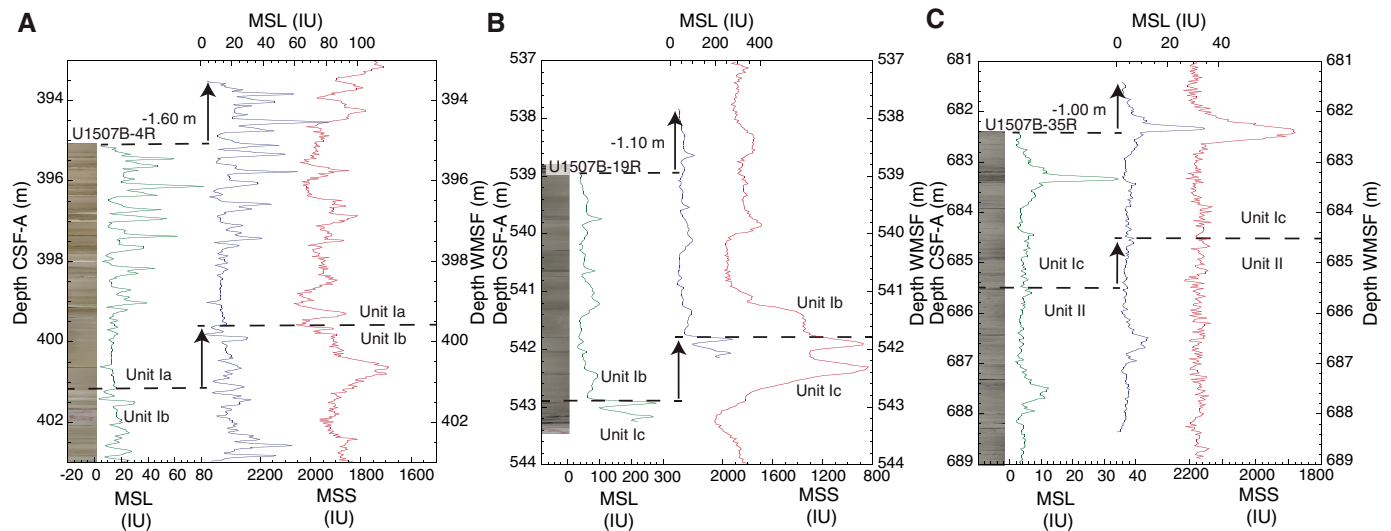 A
MSL (IU)
0 20 40 60 80 100
394
396
398
400
402
Depth CSF-A (m)
U1507B-4R
-1.60 m
Unit Ia
Unit Ib
Unit Ia
Unit Ib
394
396
398
400
402
Depth WMSF (m)
-20 0 20 40 60 80
2200 2000 1800 1600
MSL
(IU)
MSS
(IU)
B
MSL (IU)
0 200 400
537
538
539
540
541
542
543
544
Depth CSF-A (m)
U1507B-19R
-1.10 m
Unit Ib
Unit Ic
Unit Ib
Unit Ic
537
538
539
540
541
542
543
544
Depth WMSF (m)
0 100 200 300
2000 1600 1200 800
MSL
(IU)
MSS
(IU)
C
MSL (IU)
0 20 40
681
682
683
684
685
686
687
688
689
Depth CSF-A (m)
U1507B-35R
-1.00 m
Unit Ic
Unit II
Unit Ic
Unit II
681
682
683
684
685
686
687
688
689
Depth WMSF (m)
0 10 20 30 40
2200 2000 1800
MSL
(IU)
MSS
(IU)